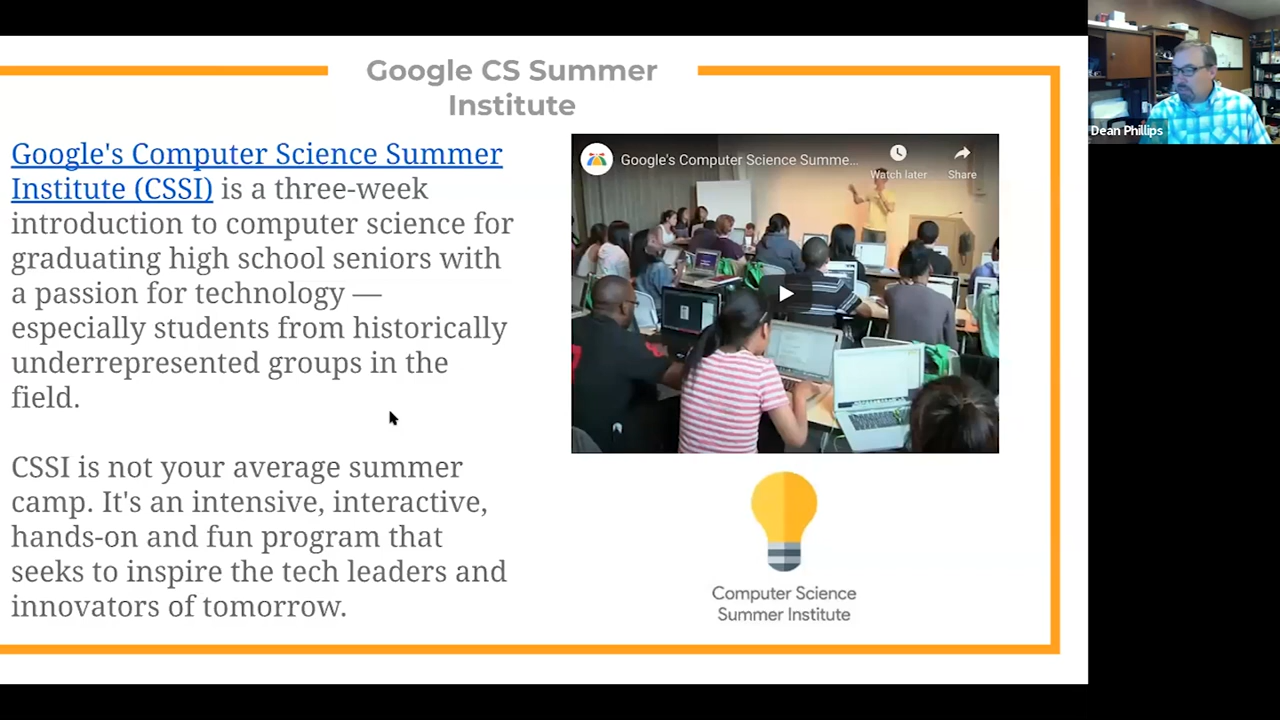 Google CS Summer
Institute
Google's Computer Science Summer
Institute (CSSI) is a three-week
introduction to computer science for
graduating high school seniors with
a passion for technology —
especially students from historically
underrepresented groups in the
field.
CSSI is not your average summer
camp. It's an intensive, interactive,
hands-on and fun program that
seeks to inspire the tech leaders and
innovators of tomorrow.
Google's Computer Science Summe...
Watch later
Share
Computer Science
Summer Institute
Dean Phillips